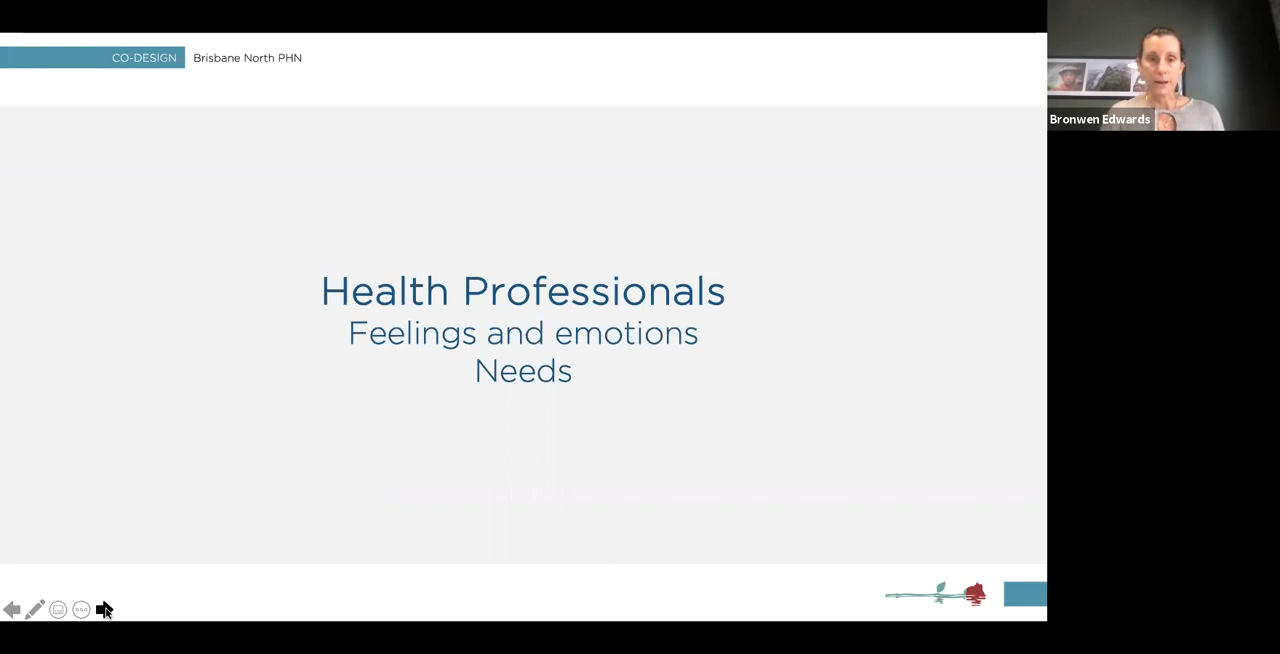 CO-DESIGN Brisbane North PHN
Bronwen Edwards
Health Professionals
Feelings and emotions
Needs